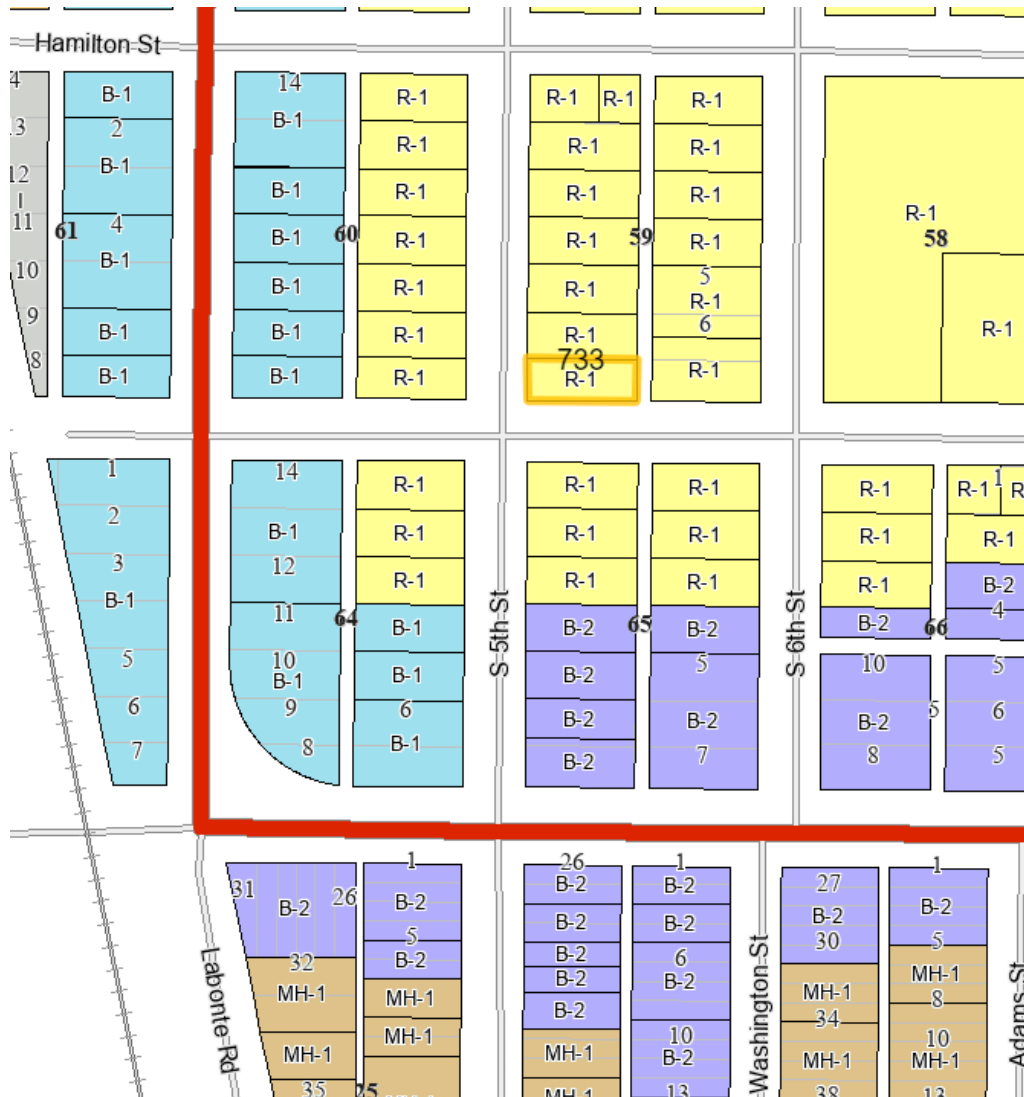 Hamilton St
4
B-1
14
R-1
R-1
R-1
R-1
13
2
B-1
R-1
R-1
R-1
12
B-1
B-1
R-1
R-1
R-1
11
4
R-1
61
60
59
58
B-1
R-1
R-1
R-1
10
B-1
B-1
R-1
R-1
5
R-1
9
B-1
B-1
R-1
R-1
6
R-1
8
733
B-1
B-1
R-1
R-1
R-1
1
14
R-1
R-1
R-1
R-1
R-1
1
2
B-1
R-1
R-1
R-1
R-1
R-1
3
12
R-1
R-1
R-1
R-1
B-2
B-1
11
64
B-1
S 5th St
B-2
65
B-2
S 6th St
B-2
66
4
5
10
B-1
B-1
B-2
5
10
5
6
9
6
B-2
B-2
B-2
5
6
7
8
B-1
B-2
7
8
5
31
B-2
26
1
B-2
5
B-2
26
B-2
B-2
B-2
B-2
B-2
1
B-2
B-2
6
B-2
27
B-2
30
1
B-2
5
Labonte Rd
32
MH-1
MH-1
MH-1
MH-1
35
25
MH-1
MH-1
10
B-2
13
Washington St
MH-1
34
MH-1
38
MH-1
8
10
MH-1
13
Adams St